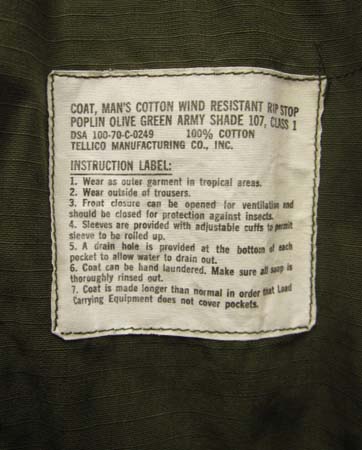 COAT, MAN'S COTTON WIND RESISTANT RIP STOP
POPLIN OLIVE GREEN ARMY SHADE 107, CLASS 1
DSA 100-70-C-0249 100% COTTON
TELLICO MANUFACTURING CO., INC.
INSTRUCTION LABEL:
1. Wear as outer garment in tropical areas.
2. Wear outside of trousers.
3. Front closure can be opened for ventilation and
should be closed for protection against insects.
4. Sleeves are provided with adjustable cuffs to permit
sleeve to be rolled up.
5. A drain hole is provided at the bottom of each
pocket to allow water to drain out.
6. Coat can be hand laundered. Make sure all soap is
thoroughly rinsed out.
7. Coat is made longer than normal in order that Load
Carrying Equipment does not cover pockets.